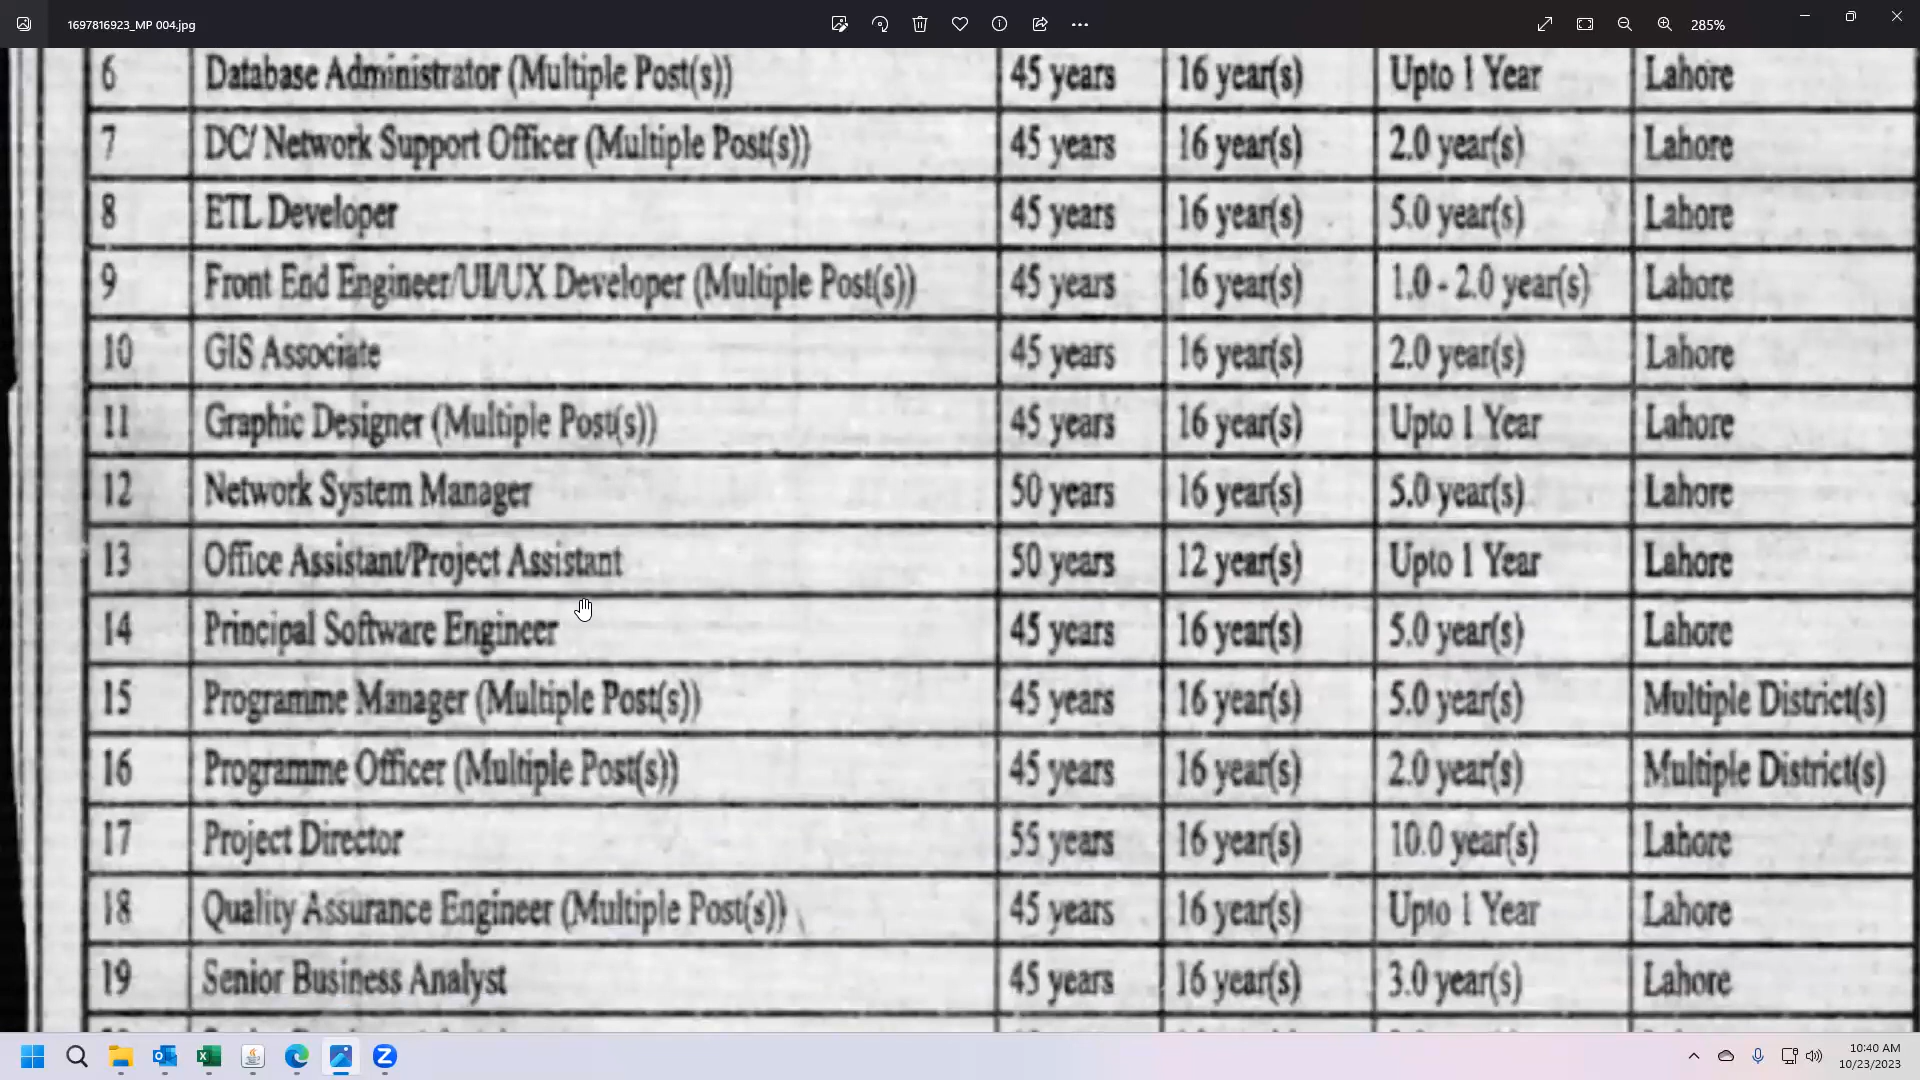 1697816923_MP 004.jpg
285%
6 Database Administrator (Multiple Post(s)) 45 years 16 year(s) Upto 1 Year Lahore
7 DC/ Network Support Officer (Multiple Post(s)) 45 years 16 year(s) 2.0 year(s) Lahore
8 ETL Developer 45 years 16 year(s) 5.0 year(s) Lahore
9 Front End Engineer/UI/UX Developer (Multiple Post(s)) 45 years 16 year(s) 1.0 - 2.0 year(s) Lahore
10 GIS Associate 45 years 16 year(s) 2.0 year(s) Lahore
11 Graphic Designer (Multiple Post(s)) 45 years 16 year(s) Upto 1 Year Lahore
12 Network System Manager 50 years 16 year(s) 5.0 year(s) Lahore
13 Office Assistant/Project Assistant 50 years 12 year(s) Upto 1 Year Lahore
14 Principal Software Engineer 45 years 16 year(s) 5.0 year(s) Lahore
15 Programme Manager (Multiple Post(s)) 45 years 16 year(s) 5.0 year(s) Multiple District(s)
16 Programme Officer (Multiple Post(s)) 45 years 16 year(s) 2.0 year(s) Multiple District(s)
17 Project Director 55 years 16 year(s) 10.0 year(s) Lahore
18 Quality Assurance Engineer (Multiple Post(s)) 45 years 16 year(s) Upto 1 Year Lahore
19 Senior Business Analyst 45 years 16 year(s) 3.0 year(s) Lahore
10:40 AM
10/23/2023